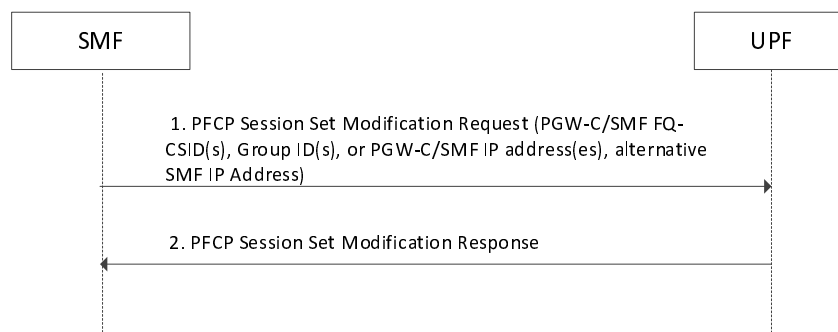 SMF
UPF
1. PFCP Session Set Modification Request (PGW-C/SMF FQ-
CSID(s), Group ID(s), or PGW-C/SMF IP address(es), alternative
SMF IP Address)
2. PFCP Session Set Modification Response